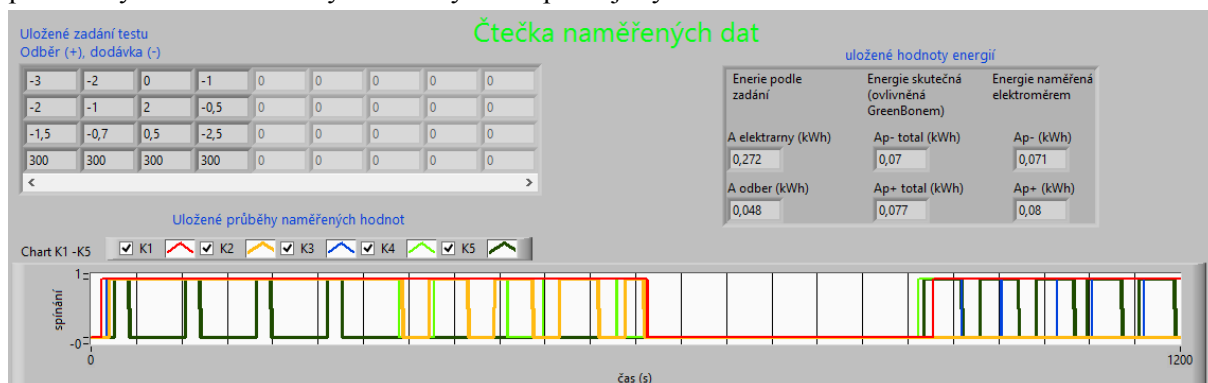 Čtečka naměřených dat
Uložené zadání testu
Odběr (+), dodávka (-)
-3 -2 0 -1 0 0 0 0
-2 -1 2 -0,5 0 0 0 0
-1,5 -0,7 0,5 -2,5 0 0 0 0
300 300 300 300 0 0 0 0
uložené hodnoty energií
Enerie podle
zadání
Energie skutečná
(ovlivněná
GreenBonem)
Energie naměřená
elektroměrem
A elektrarny (kWh) Ap- total (kWh) Ap- (kWh)
0,272 0,07 0,071
A odber (kWh) Ap+ total (kWh) Ap+ (kWh)
0,048 0,077 0,08
Uložené průběhy naměřených hodnot
Chart K1 -K5 K1 K2 K3 K4 K5
1
spínání
-0
0 1200
čas (s)